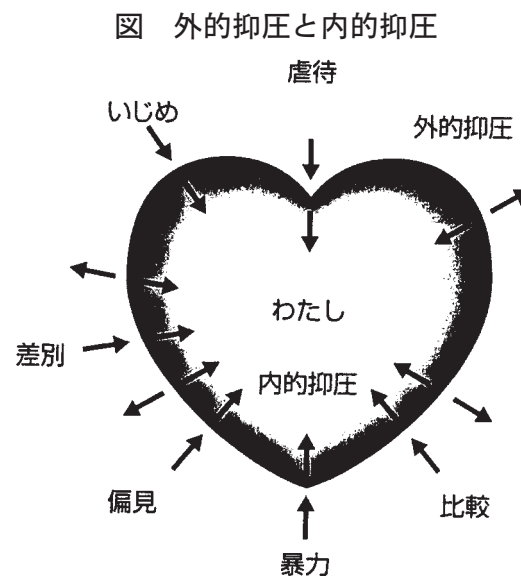 図　外的抑圧と内的抑圧
虐待
いじめ
外的抑圧
わたし
差別
内的抑圧
偏見
比較
暴力